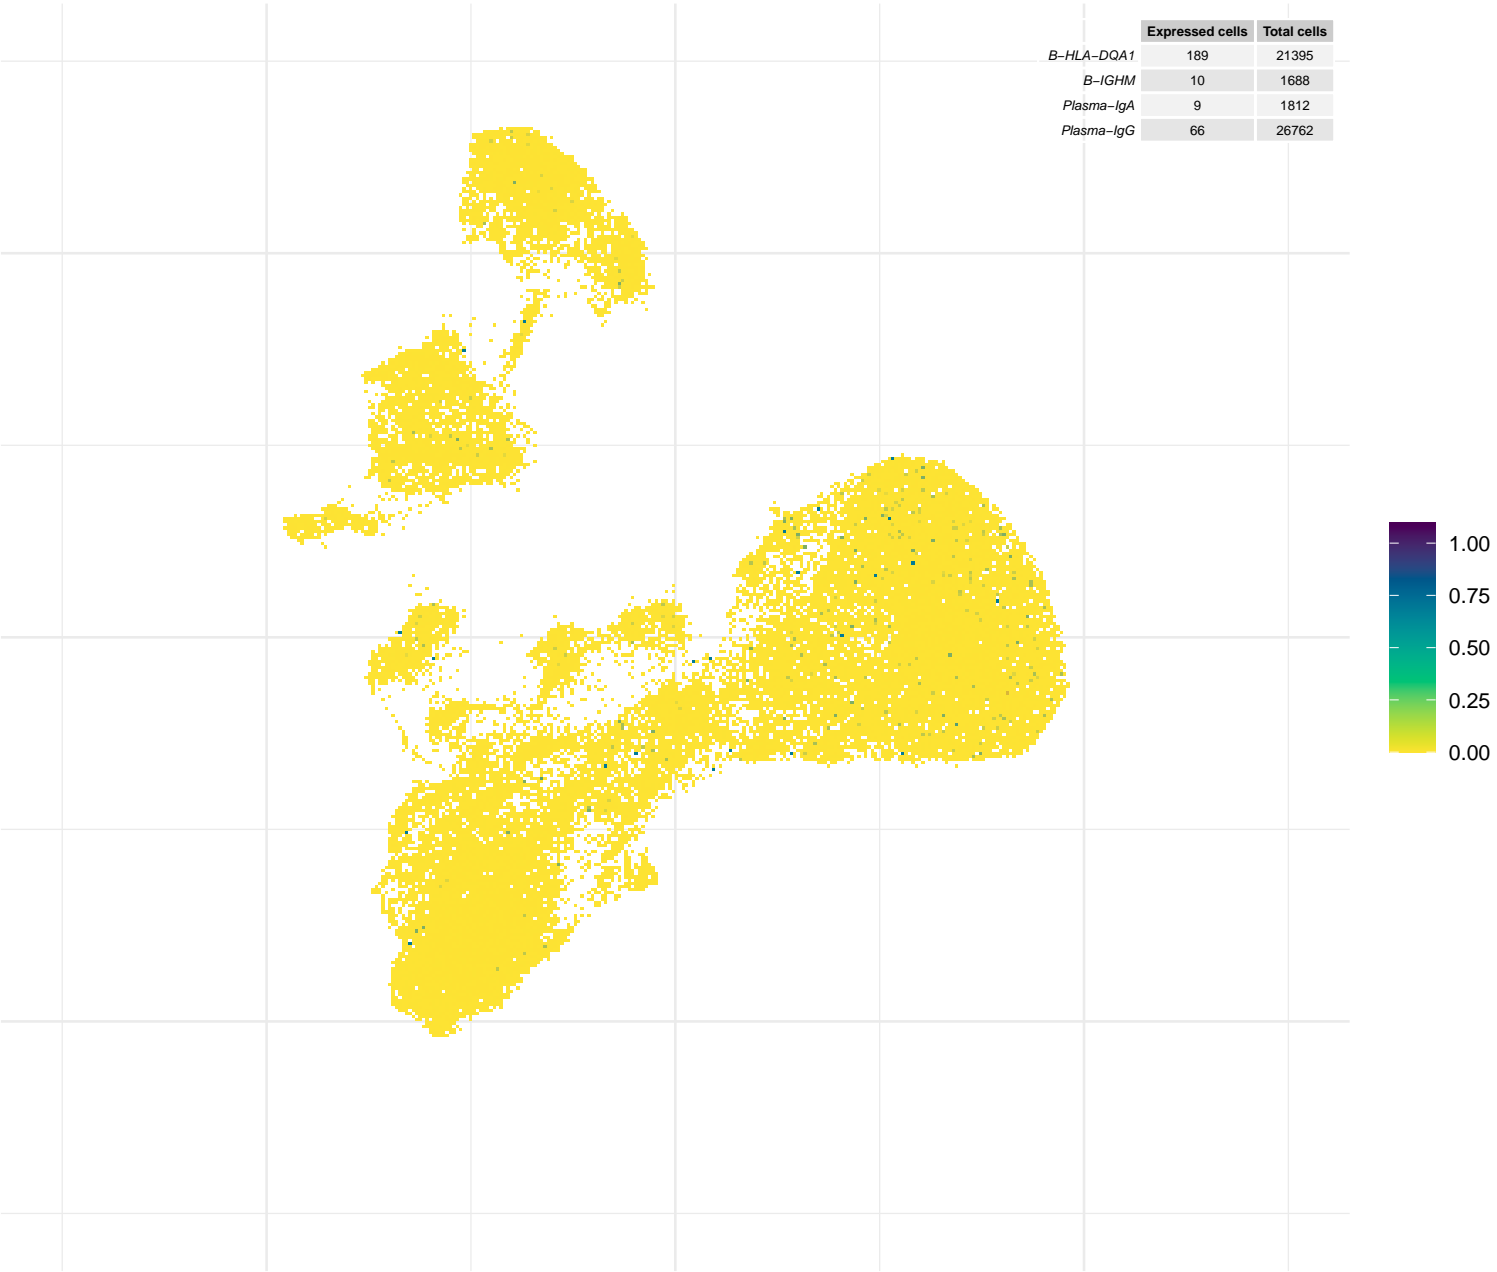 Expressed cells Total cells
B−HLA−DQA1 189 21395
B−IGHM 10 1688
Plasma−IgA 9 1812
Plasma−IgG 66 26762
1.00
0.75
0.50
0.25
0.00